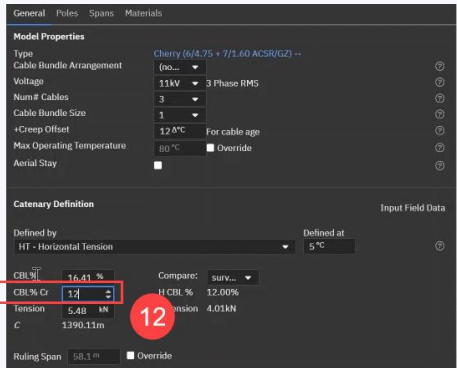 General Poles Spans Materials
Model Properties
Type Cherry (6/4.75 + 7/1.60 ACSR/GZ) --
Cable Bundle Arrangement (no...
Voltage 11kV 3 Phase RMS
Num# Cables 3
Cable Bundle Size 1
+Creep Offset 12 Δ°C For cable age
Max Operating Temperature 80 °C Override
Aerial Stay
Catenary Definition Input Field Data
Defined by Defined at
HT - Horizontal Tension 5 °C
CBL% 16.41 % Compare: surv...
CBL% Cr 12 H CBL % 12.00%
Tension 5.48 kN 4.01kN
12
C 1390.11m
Ruling Span 58.1 m Override